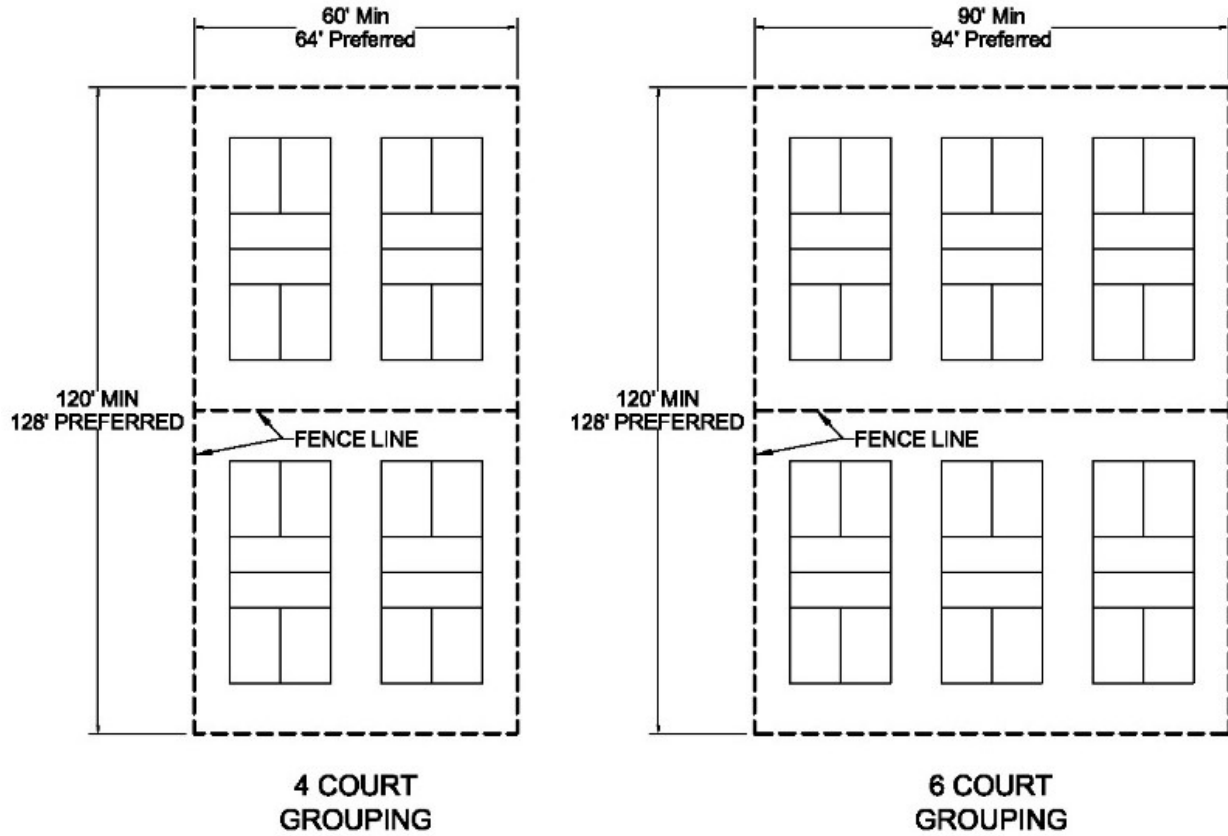 60' Min
64' Preferred
90' Min
94' Preferred
120' MIN
128' PREFERRED
FENCE LINE
120' MIN
128' PREFERRED
FENCE LINE
4 COURT
GROUPING
6 COURT
GROUPING